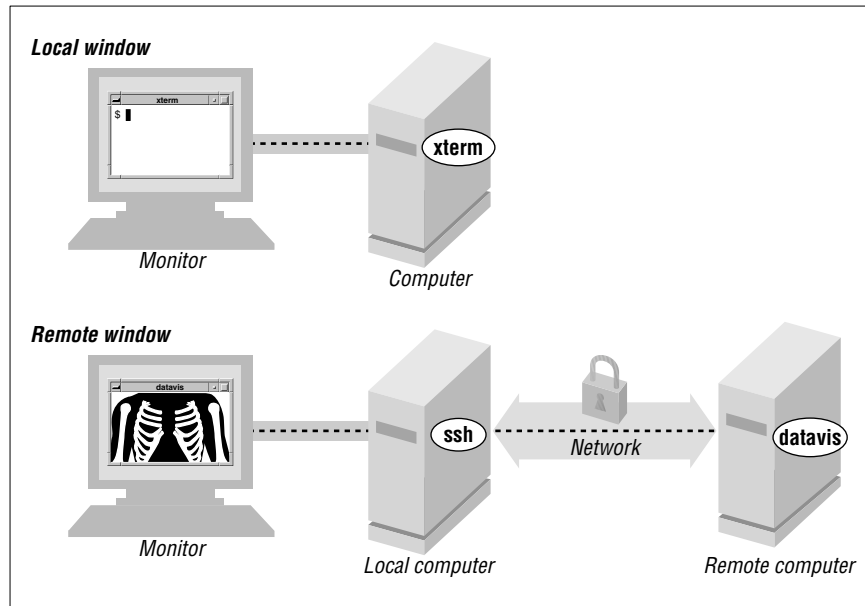 Local window
xterm
$
xterm
Monitor
Computer
Remote window
datavis
ssh
Network
datavis
Monitor
Local computer
Remote computer